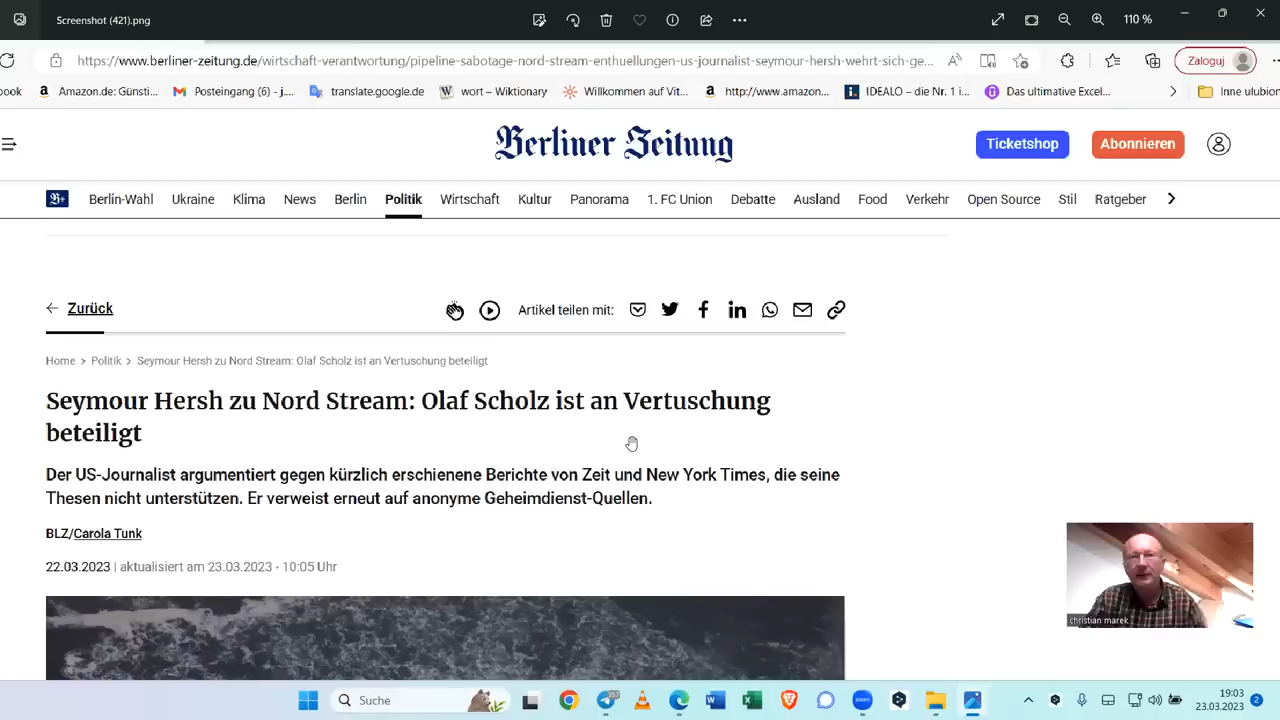 Screenshot (421).png
110 %
https://www.berliner-zeitung.de/wirtschaft-verantwortung/pipeline-sabotage-nord-stream-enthuellungen-us-journalist-seymour-hersh-wehrt-sich-ge...
Zaloguj
ook
Amazon.de: Günsti...
Posteingang (6) - j....
translate.google.de
wort – Wiktionary
Willkommen auf Vit...
http://www.amazon...
IDEALO – die Nr. 1 i...
Das ultimative Excel...
Inne ulubion
Berliner Zeitung
Ticketshop
Abonnieren
B+
Berlin-Wahl
Ukraine
Klima
News
Berlin
Politik
Wirtschaft
Kultur
Panorama
1. FC Union
Debatte
Ausland
Food
Verkehr
Open Source
Stil
Ratgeber
Zurück
Artikel teilen mit:
Home > Politik > Seymour Hersh zu Nord Stream: Olaf Scholz ist an Vertuschung beteiligt
Seymour Hersh zu Nord Stream: Olaf Scholz ist an Vertuschung
beteiligt
Der US-Journalist argumentiert gegen kürzlich erschienene Berichte von Zeit und New York Times, die seine
Thesen nicht unterstützen. Er verweist erneut auf anonyme Geheimdienst-Quellen.
BLZ/Carola Tunk
22.03.2023 | aktualisiert am 23.03.2023 - 10:05 Uhr
christian marek
Suche
19:03
23.03.2023
2